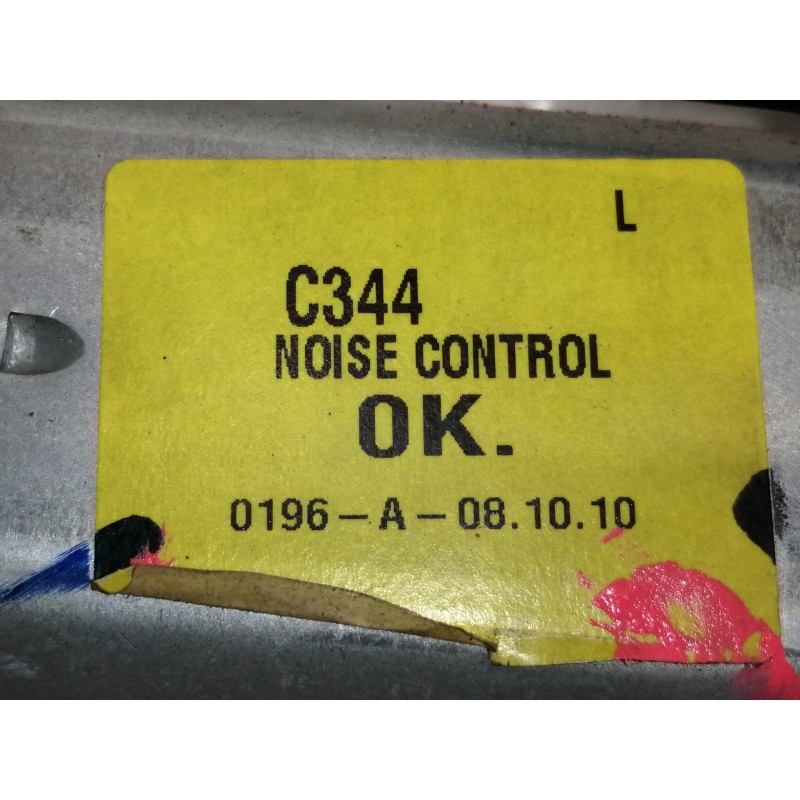 L
C344
NOISE CONTROL
OK.
0196-A-08.10.10